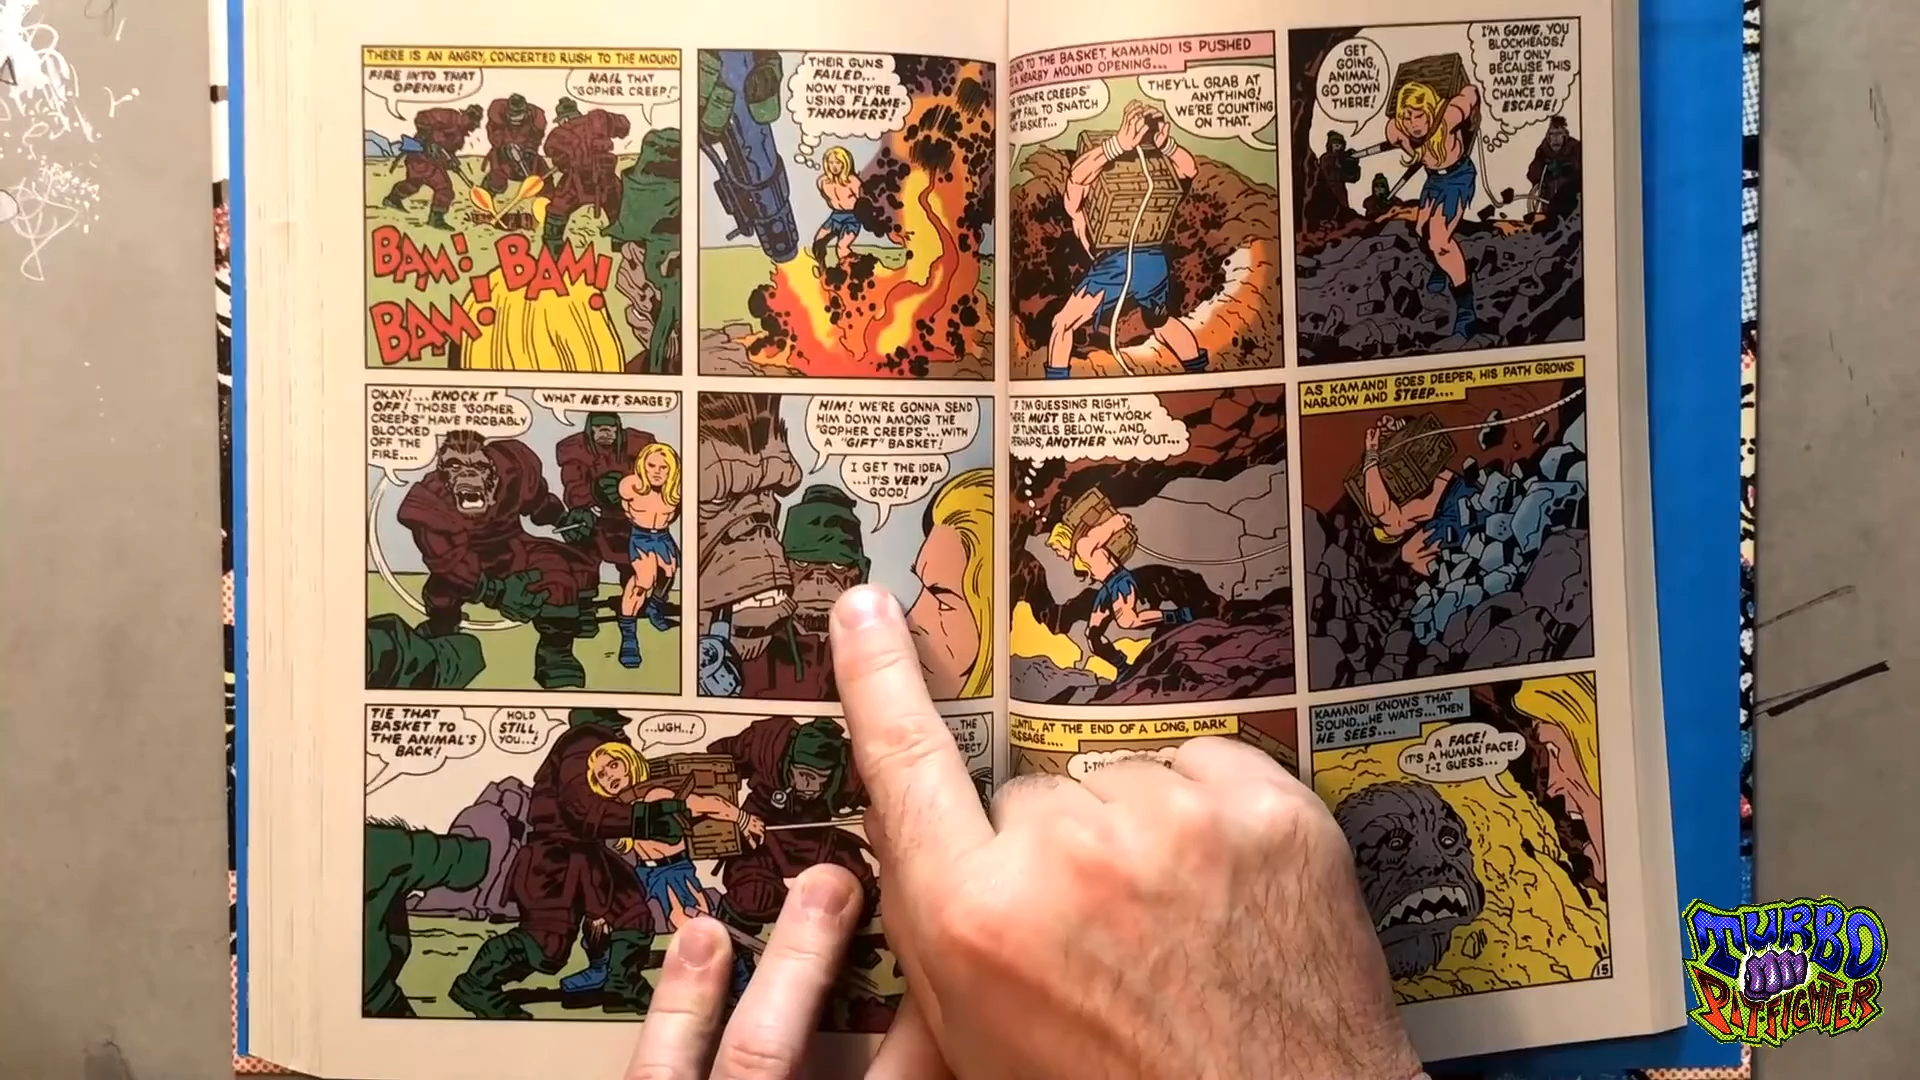 THERE IS AN ANGRY, CONCERTED RUSH TO THE MOUND
FIRE INTO THAT
OPENING!
NAIL THAT
"GOPHER CREEP!"
BAM! BAM!
BAM!
THEIR GUNS
FAILED...
NOW THEY'RE
USING FLAME-
THROWERS!
OKAY!...KNOCK IT
OFF! THOSE "GOPHER
CREEPS" HAVE PROBABLY
BLOCKED
OFF THE
FIRE....
WHAT NEXT, SARGE?
HIM! WE'RE GONNA SEND
HIM DOWN AMONG THE
"GOPHER CREEPS"...WITH
A "GIFT" BASKET!
I GET THE IDEA
...IT'S VERY
GOOD!
TIE THAT
BASKET TO
THE ANIMAL'S
BACK!
HOLD
STILL,
YOU..!
...UGH..!
...THE
TO THE BASKET, KAMANDI IS PUSHED
NEARBY MOUND OPENING...
"GOPHER CREEPS"
FAIL TO SNATCH
BASKET...
THEY'LL GRAB AT
ANYTHING!
WE'RE COUNTING
ON THAT.
GET
GOING,
ANIMAL!
GO DOWN
THERE!
I'M GOING, YOU
BLOCKHEADS!
BUT ONLY
BECAUSE THIS
MAY BE MY
CHANCE TO
ESCAPE!
IF I'M GUESSING RIGHT,
THERE MUST BE A NETWORK
OF TUNNELS BELOW... AND,
PERHAPS, ANOTHER WAY OUT...
AS KAMANDI GOES DEEPER, HIS PATH GROWS
NARROW AND STEEP....
...UNTIL, AT THE END OF A LONG, DARK
PASSAGE....
KAMANDI KNOWS THAT
SOUND...HE WAITS...THEN
HE SEES....
A FACE!
IT'S A HUMAN FACE!
I-I GUESS...
15
TURBO
PITFIGHTER